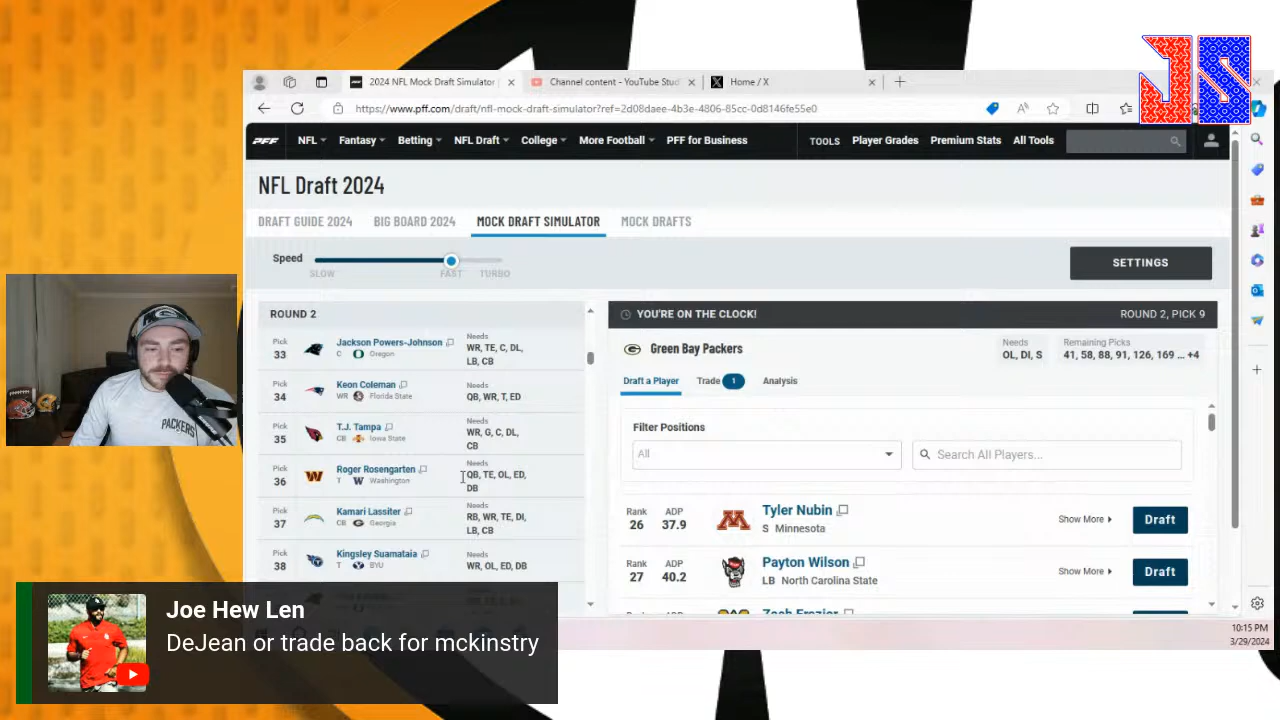 JS
2024 NFL Mock Draft Simulator
Channel content - YouTube Stud
Home / X
https://www.pff.com/draft/nfl-mock-draft-simulator?ref=2d08daee-4b3e-4806-85cc-0d8146fe55e0
PFF NFL Fantasy Betting NFL Draft College More Football PFF for Business TOOLS Player Grades Premium Stats All Tools
NFL Draft 2024
DRAFT GUIDE 2024 BIG BOARD 2024 MOCK DRAFT SIMULATOR MOCK DRAFTS
Speed
SLOW FAST TURBO
SETTINGS
ROUND 2
Pick 33
Jackson Powers-Johnson
C Oregon
Needs
WR, TE, C, DL,
LB, CB
Pick 34
Keon Coleman
WR Florida State
Needs
QB, WR, T, ED
Pick 35
T.J. Tampa
CB Iowa State
Needs
WR, G, C, DL,
CB
Pick 36
Roger Rosengarten
T Washington
Needs
QB, TE, OL, ED,
DB
Pick 37
Kamari Lassiter
CB Georgia
Needs
RB, WR, TE, DI,
LB, CB
Pick 38
Kingsley Suamataia
T BYU
Needs
WR, OL, ED, DB
YOU'RE ON THE CLOCK!
ROUND 2, PICK 9
Green Bay Packers
Needs
OL, DI, S
Remaining Picks
41, 58, 88, 91, 126, 169 ... +4
Draft a Player Trade 1 Analysis
Filter Positions
All
Search All Players...
Rank 26
ADP 37.9
Tyler Nubin
S Minnesota
Show More
Draft
Rank 27
ADP 40.2
Payton Wilson
LB North Carolina State
Show More
Draft
Zach Frazier
10:15 PM
3/29/2024
PACKERS
Joe Hew Len
DeJean or trade back for mckinstry